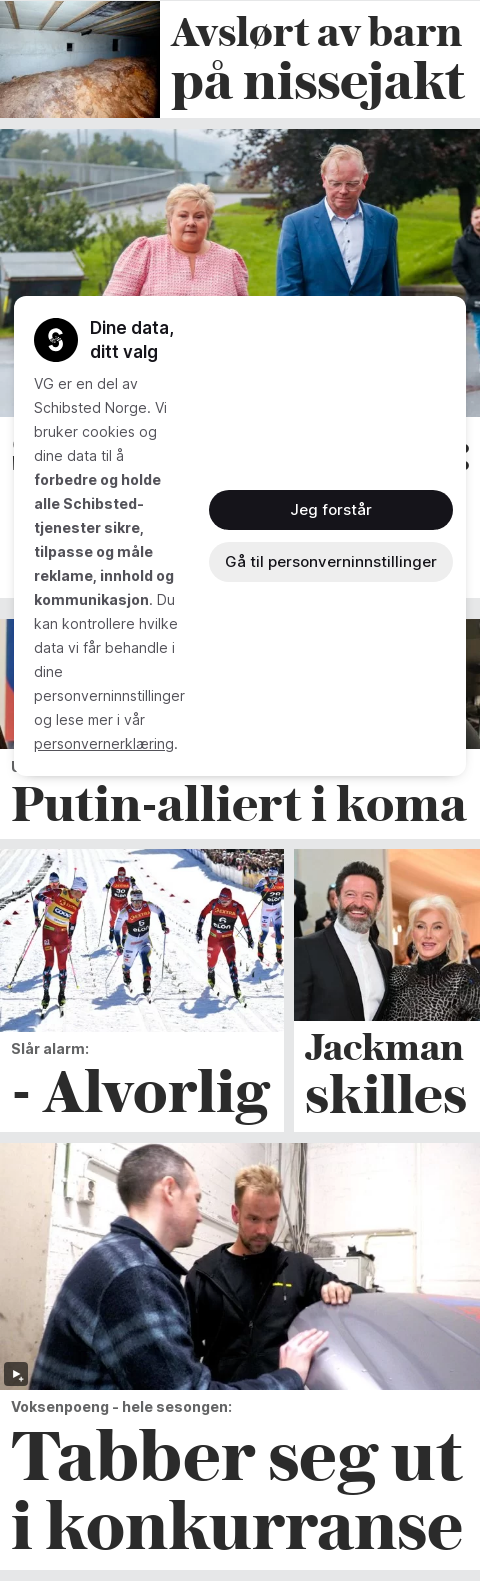 Avslørt av barn
på nissejakt
Dine data,
ditt valg
VG er en del av
Schibsted Norge. Vi
bruker cookies og
dine data til å
forbedre og holde
alle Schibsted-
tjenester sikre,
tilpasse og måle
reklame, innhold og
kommunikasjon. Du
kan kontrollere hvilke
data vi får behandle i
dine
personverninnstillinger
og lese mer i vår
personvernerklæring.
Jeg forstår
Gå til personverninnstillinger
Putin-alliert i koma
Slår alarm:
- Alvorlig
Jackman
skilles
Voksenpoeng - hele sesongen:
Tabber seg ut
i konkurranse